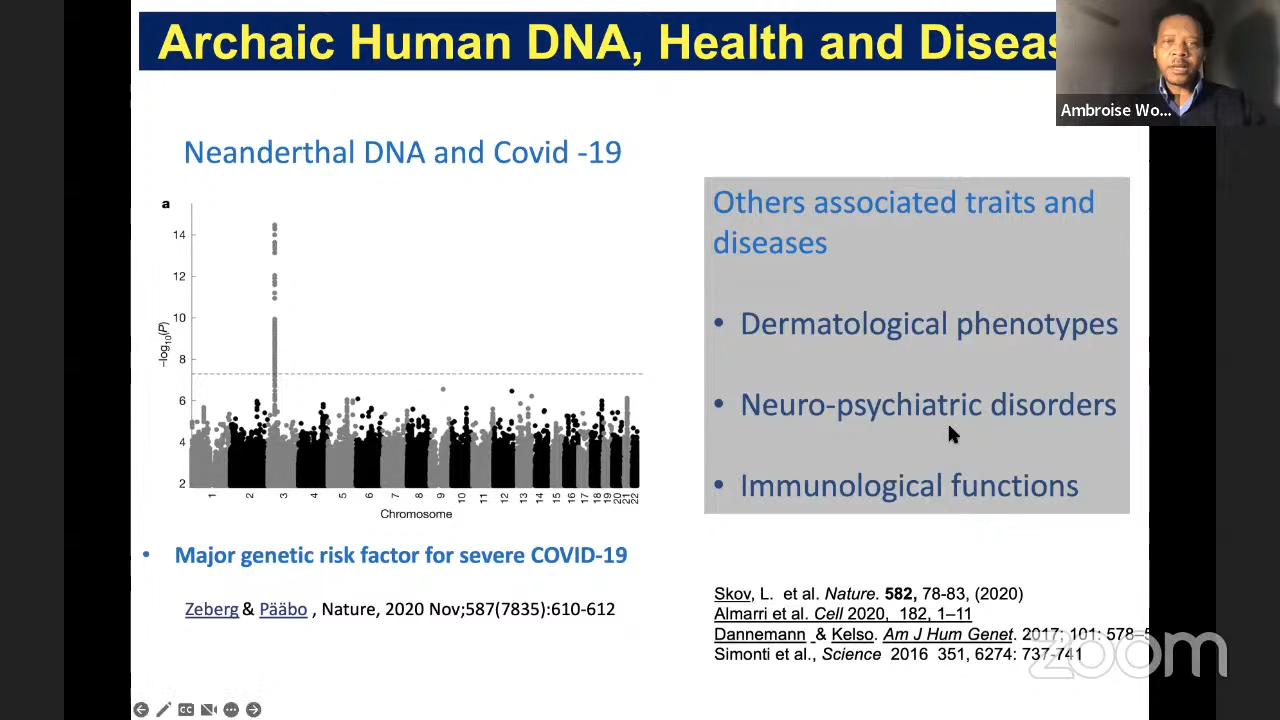 Archaic Human DNA, Health and Diseas
Ambroise Wo...
Neanderthal DNA and Covid -19
a
14
12
10
8
6
4
2
–log10(P)
1 2 3 4 5 6 7 8 9 10 11 12 13 14 15 16 17 18 19 20 21 22
Chromosome
• Major genetic risk factor for severe COVID-19
Zeberg & Pääbo , Nature, 2020 Nov;587(7835):610-612
Others associated traits and
diseases
• Dermatological phenotypes
• Neuro-psychiatric disorders
• Immunological functions
Skov, L. et al. Nature. 582, 78-83, (2020)
Almarri et al. Cell 2020, 182, 1–11
Dannemann & Kelso. Am J Hum Genet. 2017; 101: 578–5
Simonti et al., Science 2016 351, 6274: 737-741
zoom
CC